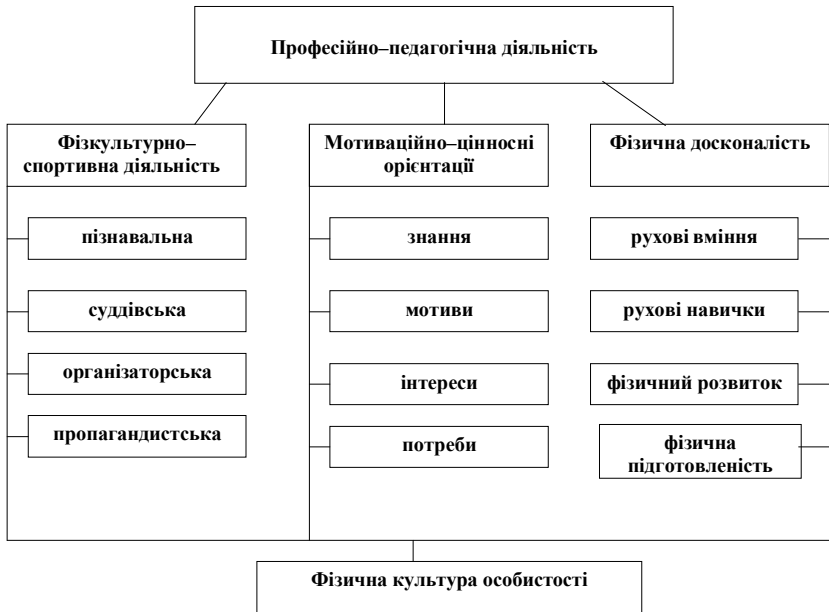 Професійно–педагогічна діяльність
Фізкультурно–
спортивна діяльність
Мотиваційно–цінносні
орієнтації
Фізична досконалість
пізнавальна
знання
рухові вміння
суддівська
мотиви
рухові навички
організаторська
інтереси
фізичний розвиток
пропагандистська
потреби
фізична
підготовленість
Фізична культура особистості